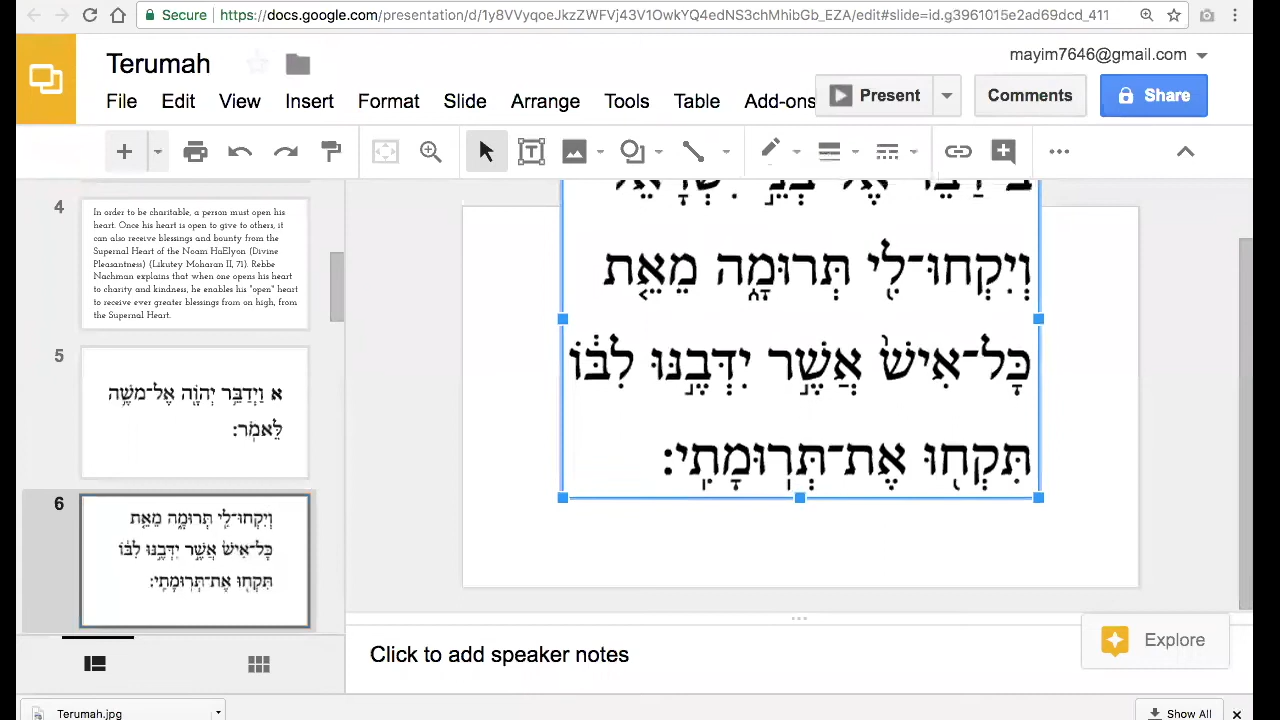 Secure
https://docs.google.com/presentation/d/1y8VVyqoeJkzZWFVj43V1OwkYQ4edNS3oxMhibGb_EZA/edit#slide=id.g3961015e2ad69dcd_411
Terumah
mayim7646@gmail.com
File Edit View Insert Format Slide Arrange Tools Table Add-ons
Present
Comments
Share
4
In order to be charitable, a person must open his
heart. Once his heart is open to give to others, it
can also receive blessings and bounty from the
Supernal Heart of the Noam HaElyon (Divine
Pleasantness) (Likutey Moharan II, 71). Rebbe
Nachman explains that when one opens his heart
to charity and kindness, he enables his "open" heart
to receive ever greater blessings from on high, from
the Supernal Heart.
5
א וַיְדַבֵּ֥ר יְהֹוָ֖ה אֶל־משֶׁ֥ה
לֵּאמֹֽר׃
6
וְיִקְחוּ־לִ֖י תְּרוּמָ֑ה מֵאֵ֤ת
כָּל־אִישׁ֙ אֲשֶׁ֣ר יִדְּבֶ֣נּוּ לִבּ֔וֹ
תִּקְח֖וּ אֶת־תְּרֽוּמָתִֽי׃
ב דַּבֵּר֙ אֶל־בְּנֵ֣י יִשְׂרָאֵ֔ל
וְיִקְחוּ־לִ֖י תְּרוּמָ֑ה מֵאֵ֤ת
כָּל־אִישׁ֙ אֲשֶׁ֣ר יִדְּבֶ֣נּוּ לִבּ֔וֹ
תִּקְח֖וּ אֶת־תְּרֽוּמָתִֽי׃
Click to add speaker notes
Explore
Terumah.jpg
Show All